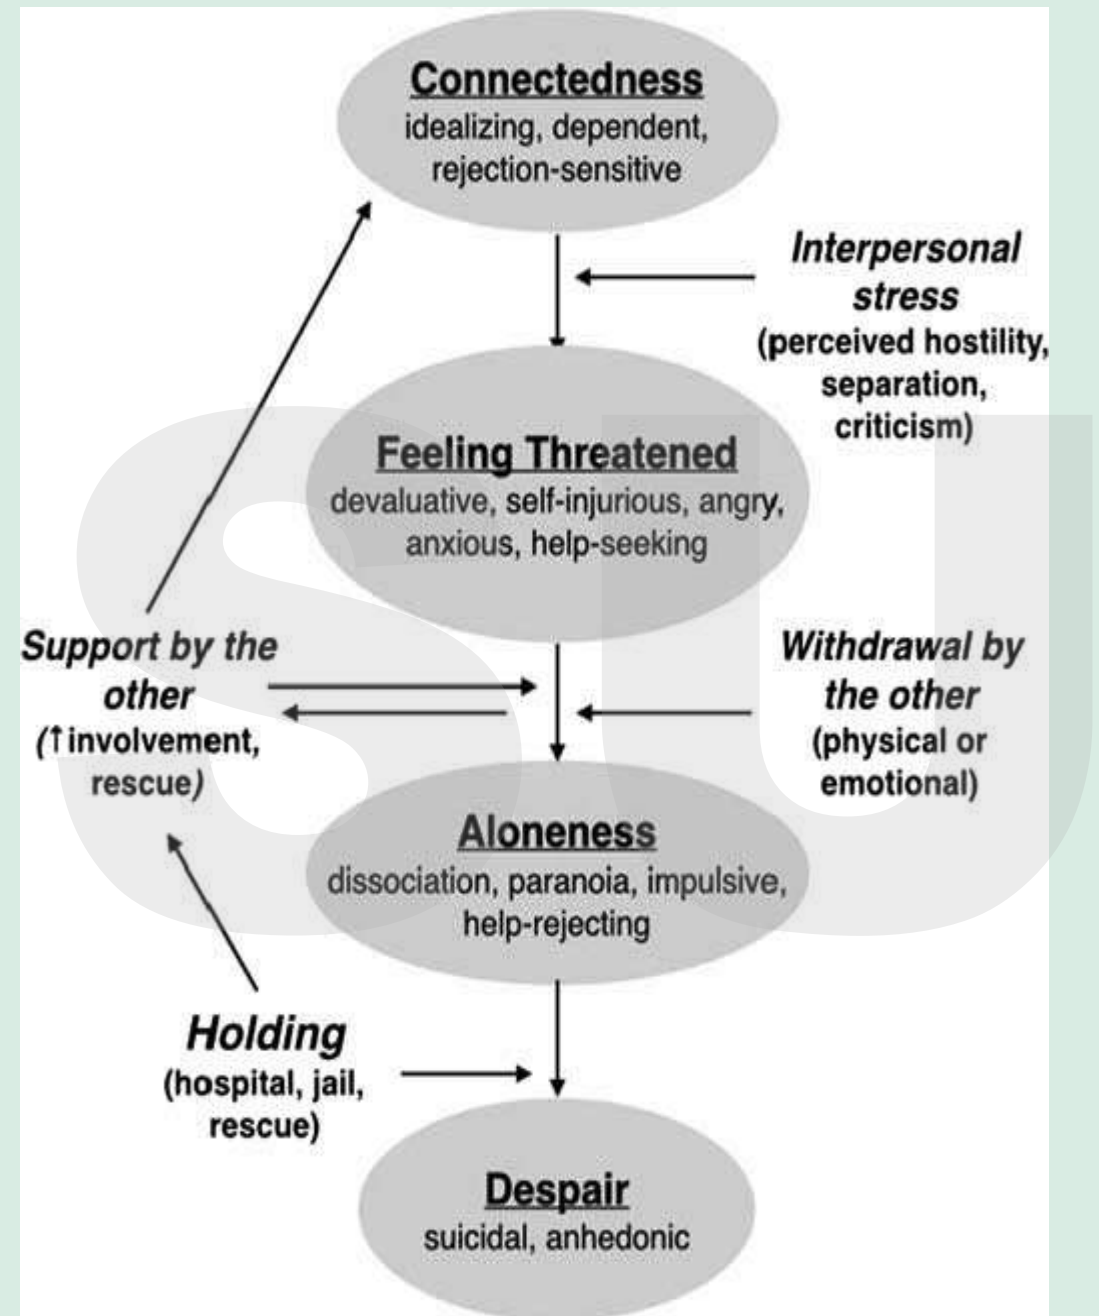 Connectedness
idealizing, dependent,
rejection-sensitive
Interpersonal
stress
(perceived hostility,
separation,
criticism)
Feeling Threatened
devaluative, self-injurious, angry,
anxious, help-seeking
Support by the
other
(↑involvement,
rescue)
Withdrawal by
the other
(physical or
emotional)
Aloneness
dissociation, paranoia, impulsive,
help-rejecting
Holding
(hospital, jail,
rescue)
Despair
suicidal, anhedonic
SU